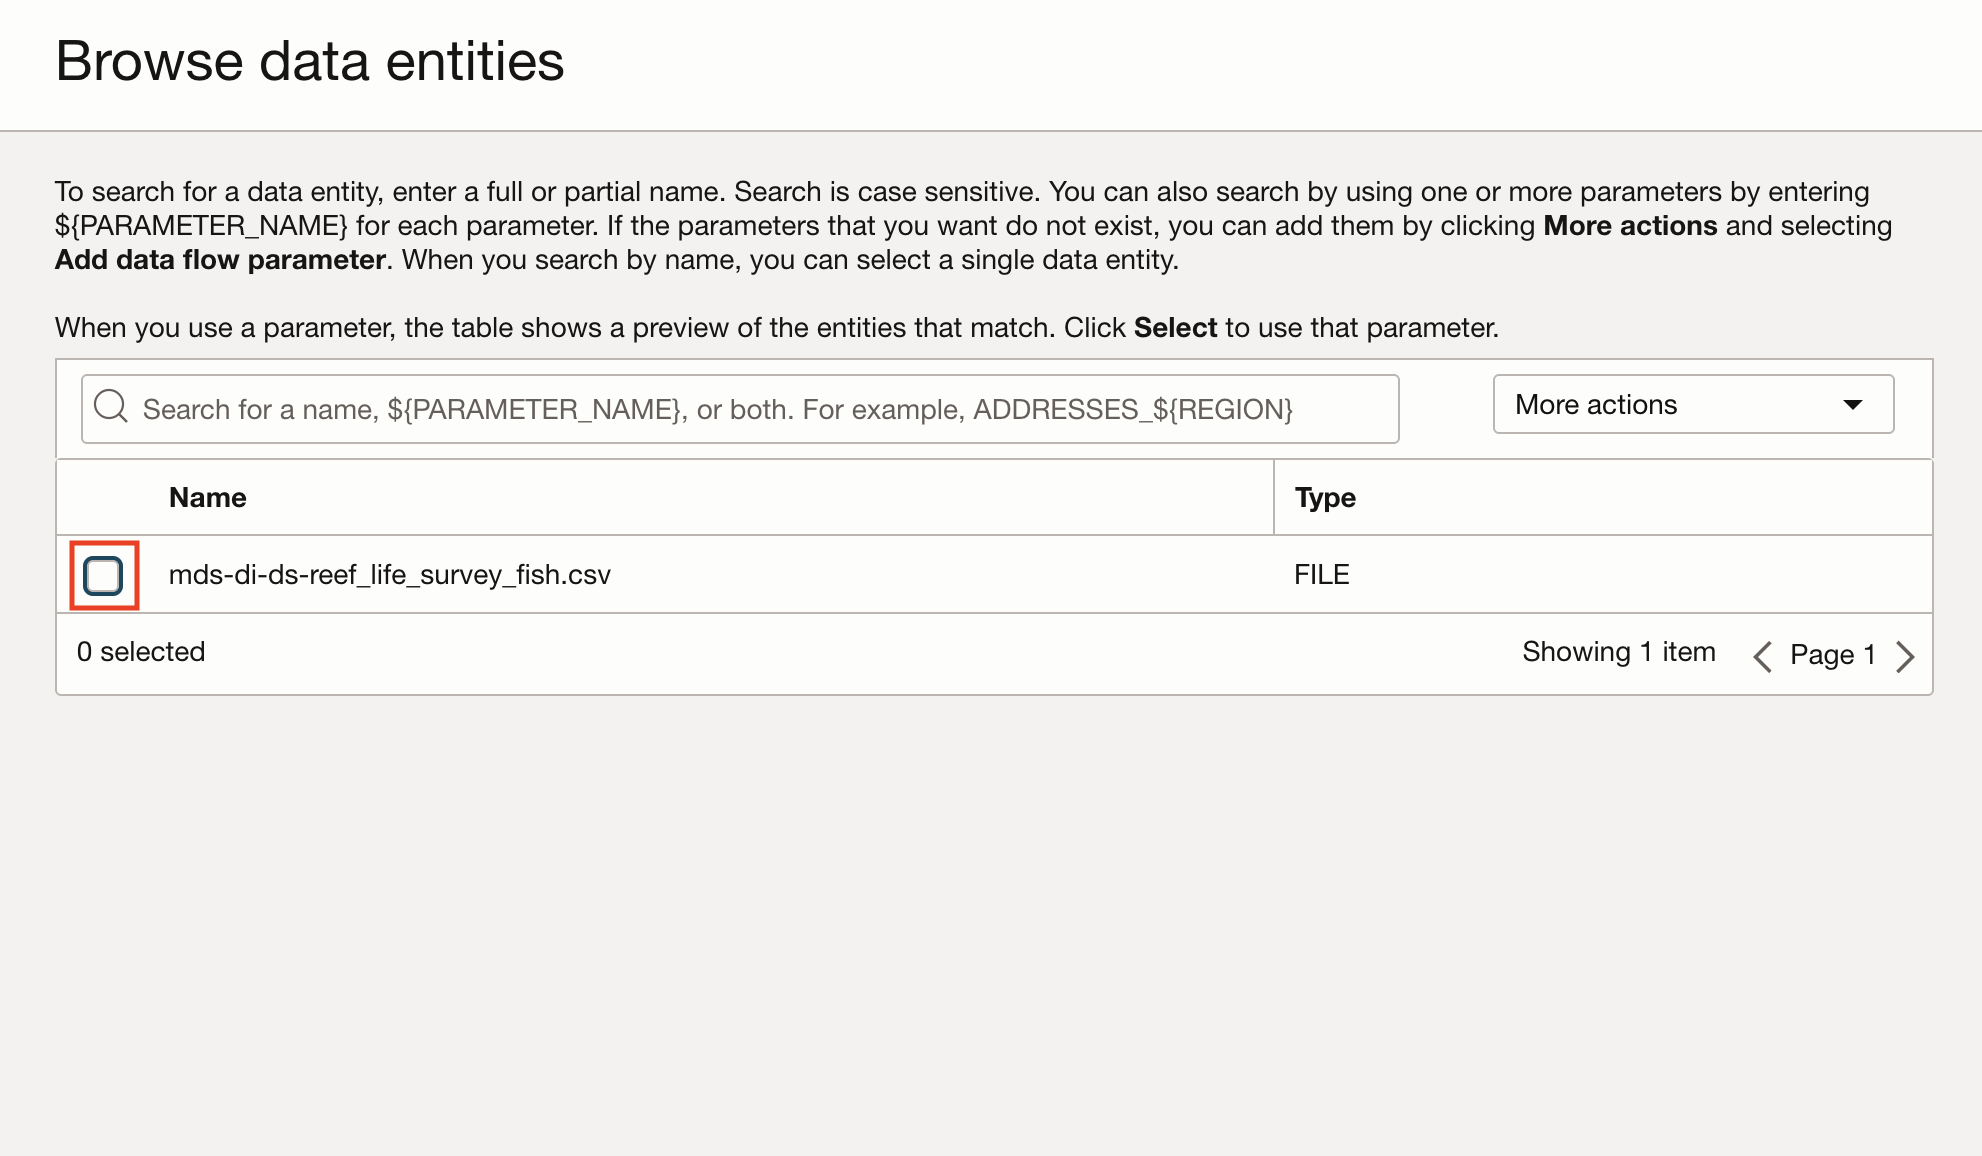 Browse data entities
To search for a data entity, enter a full or partial name. Search is case sensitive. You can also search by using one or more parameters by entering
${PARAMETER_NAME} for each parameter. If the parameters that you want do not exist, you can add them by clicking More actions and selecting
Add data flow parameter. When you search by name, you can select a single data entity.
When you use a parameter, the table shows a preview of the entities that match. Click Select to use that parameter.
Search for a name, ${PARAMETER_NAME}, or both. For example, ADDRESSES_${REGION}
More actions
Name
Type
mds-di-ds-reef_life_survey_fish.csv
FILE
0 selected
Showing 1 item
Page 1